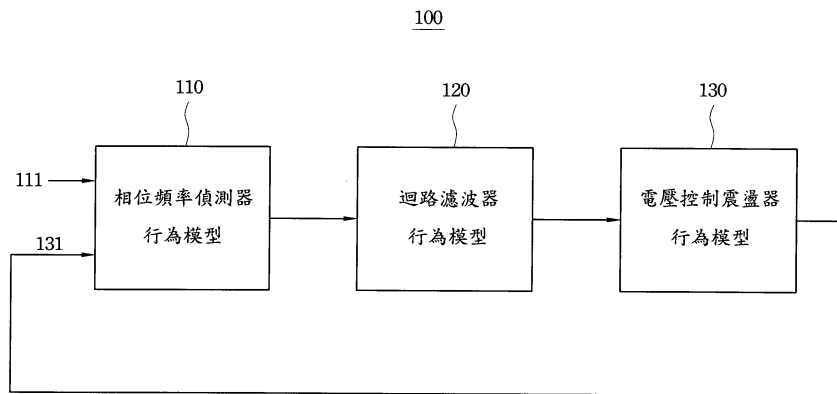 100
110
120
130
111
相位頻率偵測器
行為模型
迴路濾波器
行為模型
電壓控制震盪器
行為模型
131